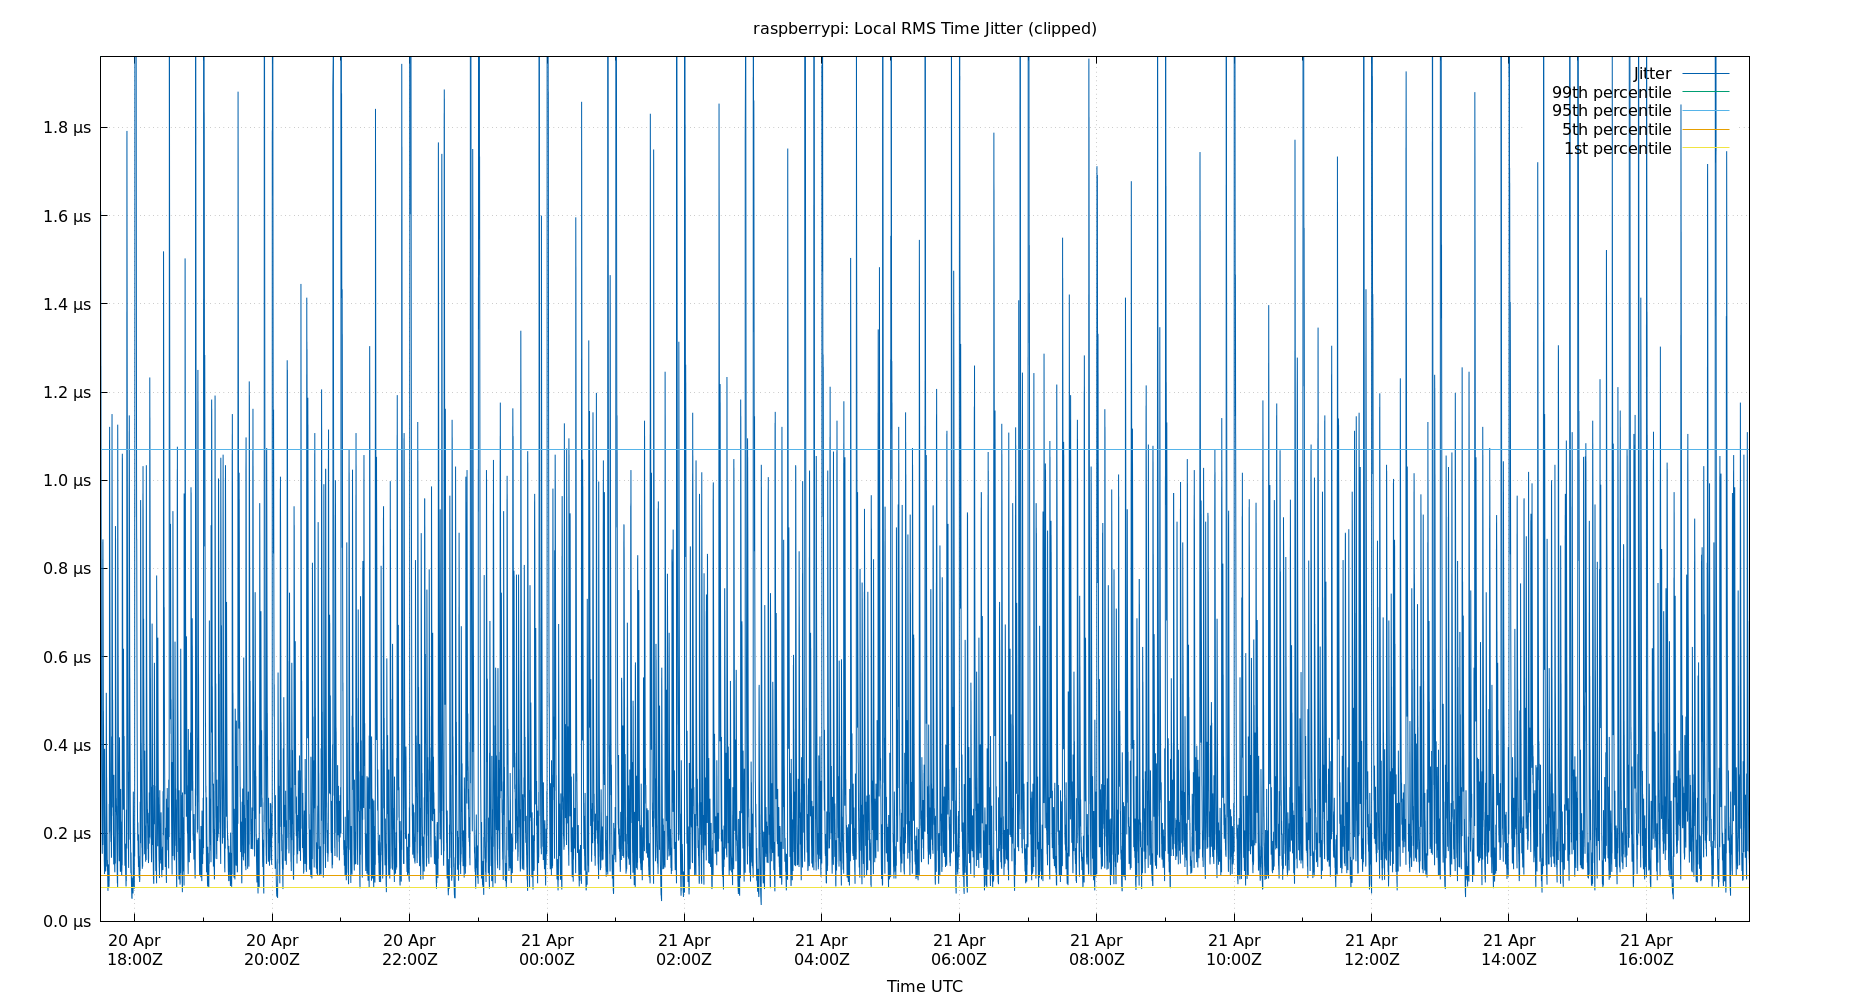 raspberrypi: Local RMS Time Jitter (clipped)
Jitter
99th percentile
95th percentile
5th percentile
1st percentile
1.8 µs
1.6 µs
1.4 µs
1.2 µs
1.0 µs
0.8 µs
0.6 µs
0.4 µs
0.2 µs
0.0 µs
20 Apr 20 Apr 20 Apr 21 Apr 21 Apr 21 Apr 21 Apr 21 Apr 21 Apr 21 Apr 21 Apr 21 Apr
18:00Z 20:00Z 22:00Z 00:00Z 02:00Z 04:00Z 06:00Z 08:00Z 10:00Z 12:00Z 14:00Z 16:00Z
Time UTC